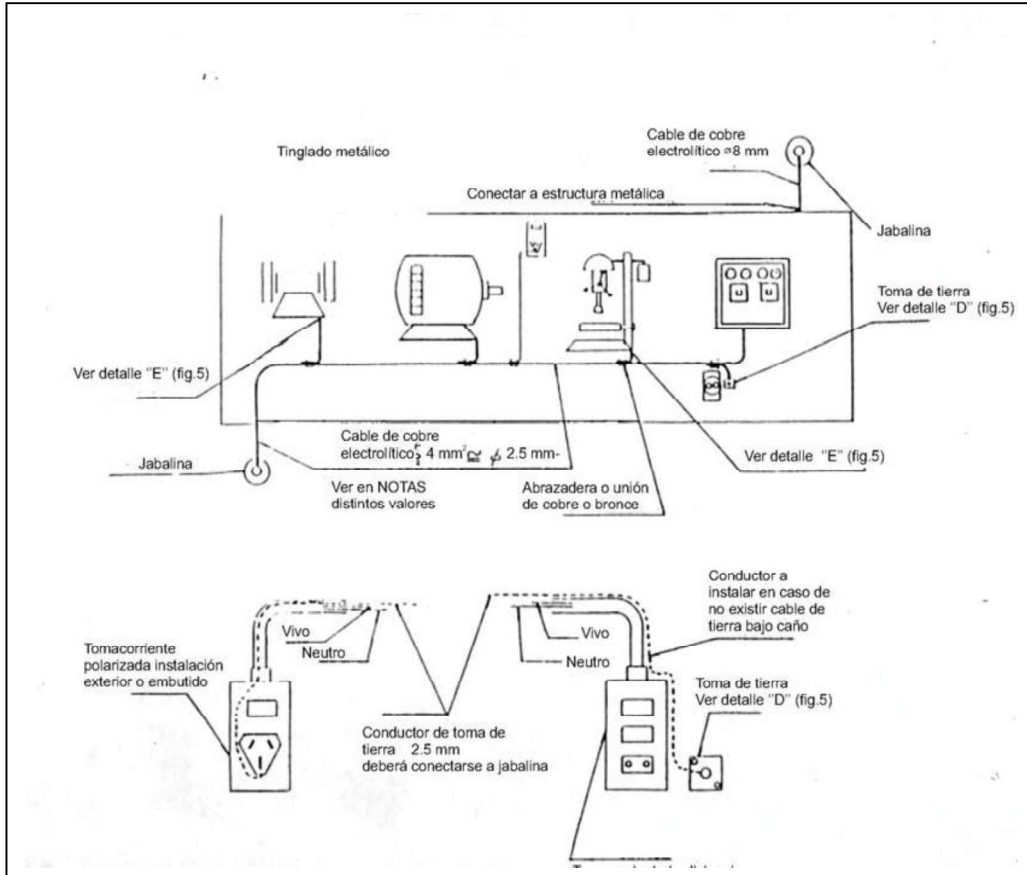 Tinglado metálico
Cable de cobre
electrolítico ⌀8 mm
Conectar a estructura metálica
Jabalina
Toma de tierra
Ver detalle "D" (fig.5)
Ver detalle "E" (fig.5)
Cable de cobre
electrolítico 4 mm² ≅ ϕ 2.5 mm-
Jabalina
Ver detalle "E" (fig.5)
Ver en NOTAS
distintos valores
Abrazadera o unión
de cobre o bronce
Conductor a
instalar en caso de
no existir cable de
tierra bajo caño
Vivo
Neutro
Vivo
Neutro
Tomacorriente
polarizada instalación
exterior o embutido
Toma de tierra
Ver detalle "D" (fig.5)
Conductor de toma de
tierra 2.5 mm
deberá conectarse a jabalina